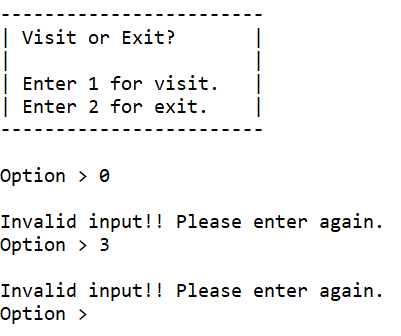 ------------------------
| Visit or Exit?       |
|                      |
| Enter 1 for visit.   |
| Enter 2 for exit.    |
------------------------
Option > 0
Invalid input!! Please enter again.
Option > 3
Invalid input!! Please enter again.
Option >